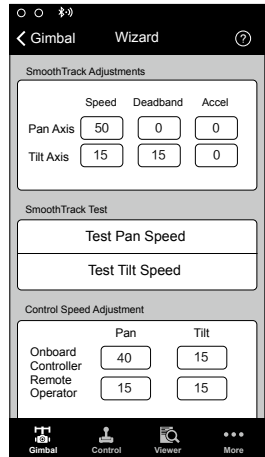 Gimbal Wizard ?
SmoothTrack Adjustments
Speed Deadband Accel
Pan Axis 50 0 0
Tilt Axis 15 15 0
SmoothTrack Test
Test Pan Speed
Test Tilt Speed
Control Speed Adjustment
Pan Tilt
Onboard
Controller 40 15
Remote
Operator 15 15
Gimbal Control Viewer More